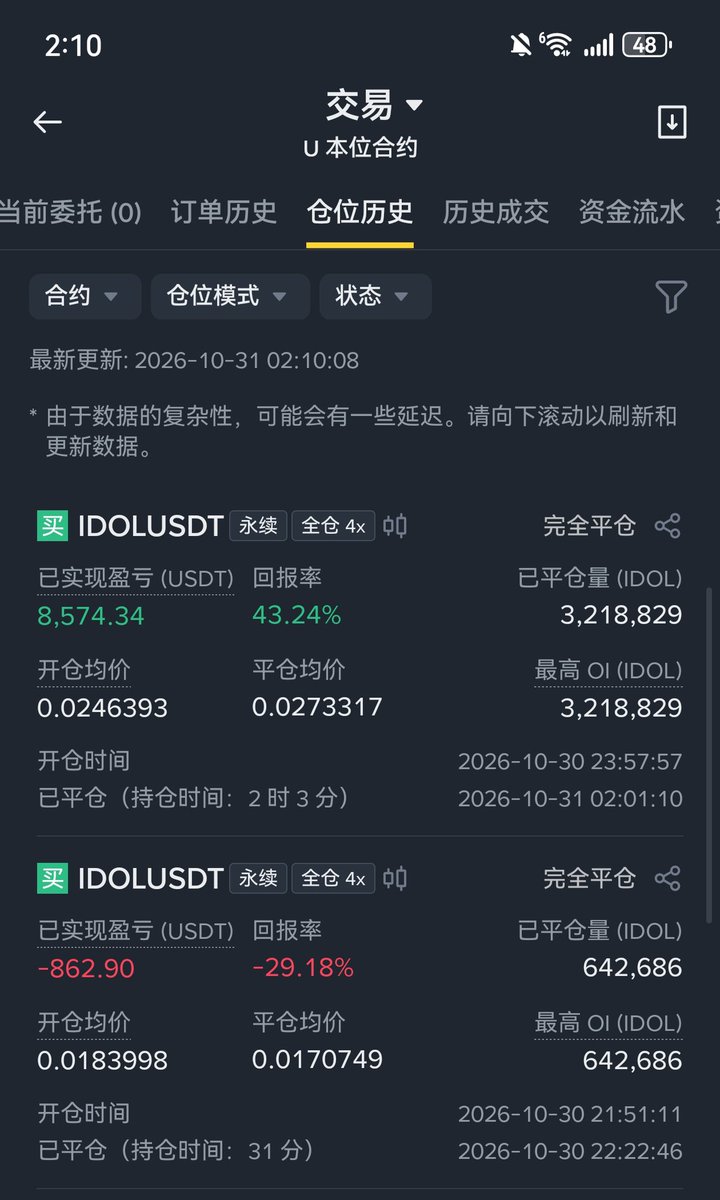 2:10
6
48
交易
U 本位合约
当前委托 (0) 订单历史 仓位历史 历史成交 资金流水
合约 仓位模式 状态
最新更新: 2026-10-31 02:10:08
* 由于数据的复杂性，可能会有一些延迟。请向下滚动以刷新和
更新数据。
买 IDOLUSDT 永续 全仓 4x 完全平仓
已实现盈亏 (USDT) 回报率 已平仓量 (IDOL)
8,574.34 43.24% 3,218,829
开仓均价 平仓均价 最高 OI (IDOL)
0.0246393 0.0273317 3,218,829
开仓时间 2026-10-30 23:57:57
已平仓（持仓时间：2 时 3 分） 2026-10-31 02:01:10
买 IDOLUSDT 永续 全仓 4x 完全平仓
已实现盈亏 (USDT) 回报率 已平仓量 (IDOL)
-862.90 -29.18% 642,686
开仓均价 平仓均价 最高 OI (IDOL)
0.0183998 0.0170749 642,686
开仓时间 2026-10-30 21:51:11
已平仓（持仓时间：31 分） 2026-10-30 22:22:46